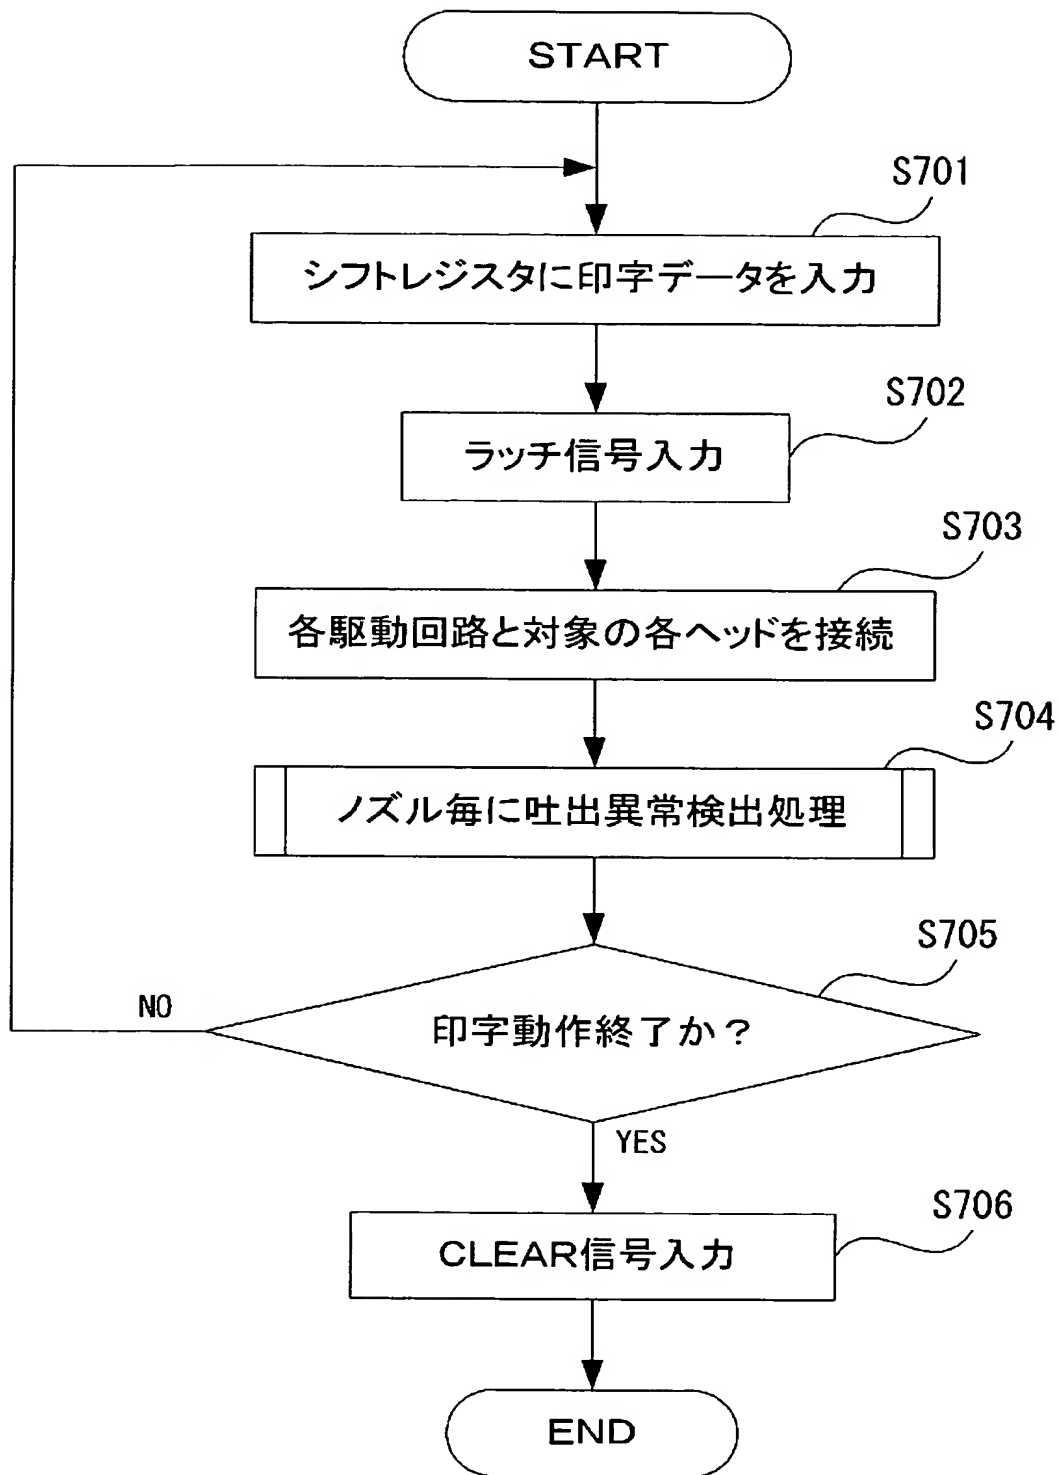 START
S701
シフトレジスタに印字データを入力
S702
ラッチ信号入力
S703
各駆動回路と対象の各ヘッドを接続
S704
ノズル毎に吐出異常検出処理
S705
印字動作終了か？
NO
YES
S706
CLEAR信号入力
END